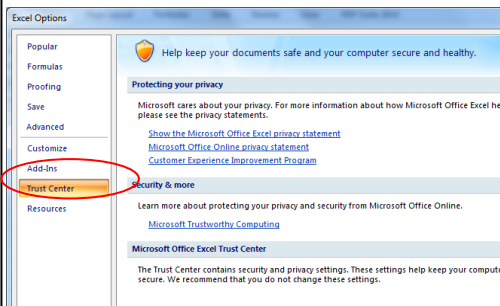 Excel Options
Popular
Formulas
Proofing
Save
Advanced
Customize
Add-Ins
Trust Center
Resources
Help keep your documents safe and your computer secure and healthy.
Protecting your privacy
Microsoft cares about your privacy. For more information about how Microsoft Office Excel he
please see the privacy statements.
Show the Microsoft Office Excel privacy statement
Microsoft Office Online privacy statement
Customer Experience Improvement Program
Security & more
Learn more about protecting your privacy and security from Microsoft Office Online.
Microsoft Trustworthy Computing
Microsoft Office Excel Trust Center
The Trust Center contains security and privacy settings. These settings help keep your compute
secure. We recommend that you do not change these settings.